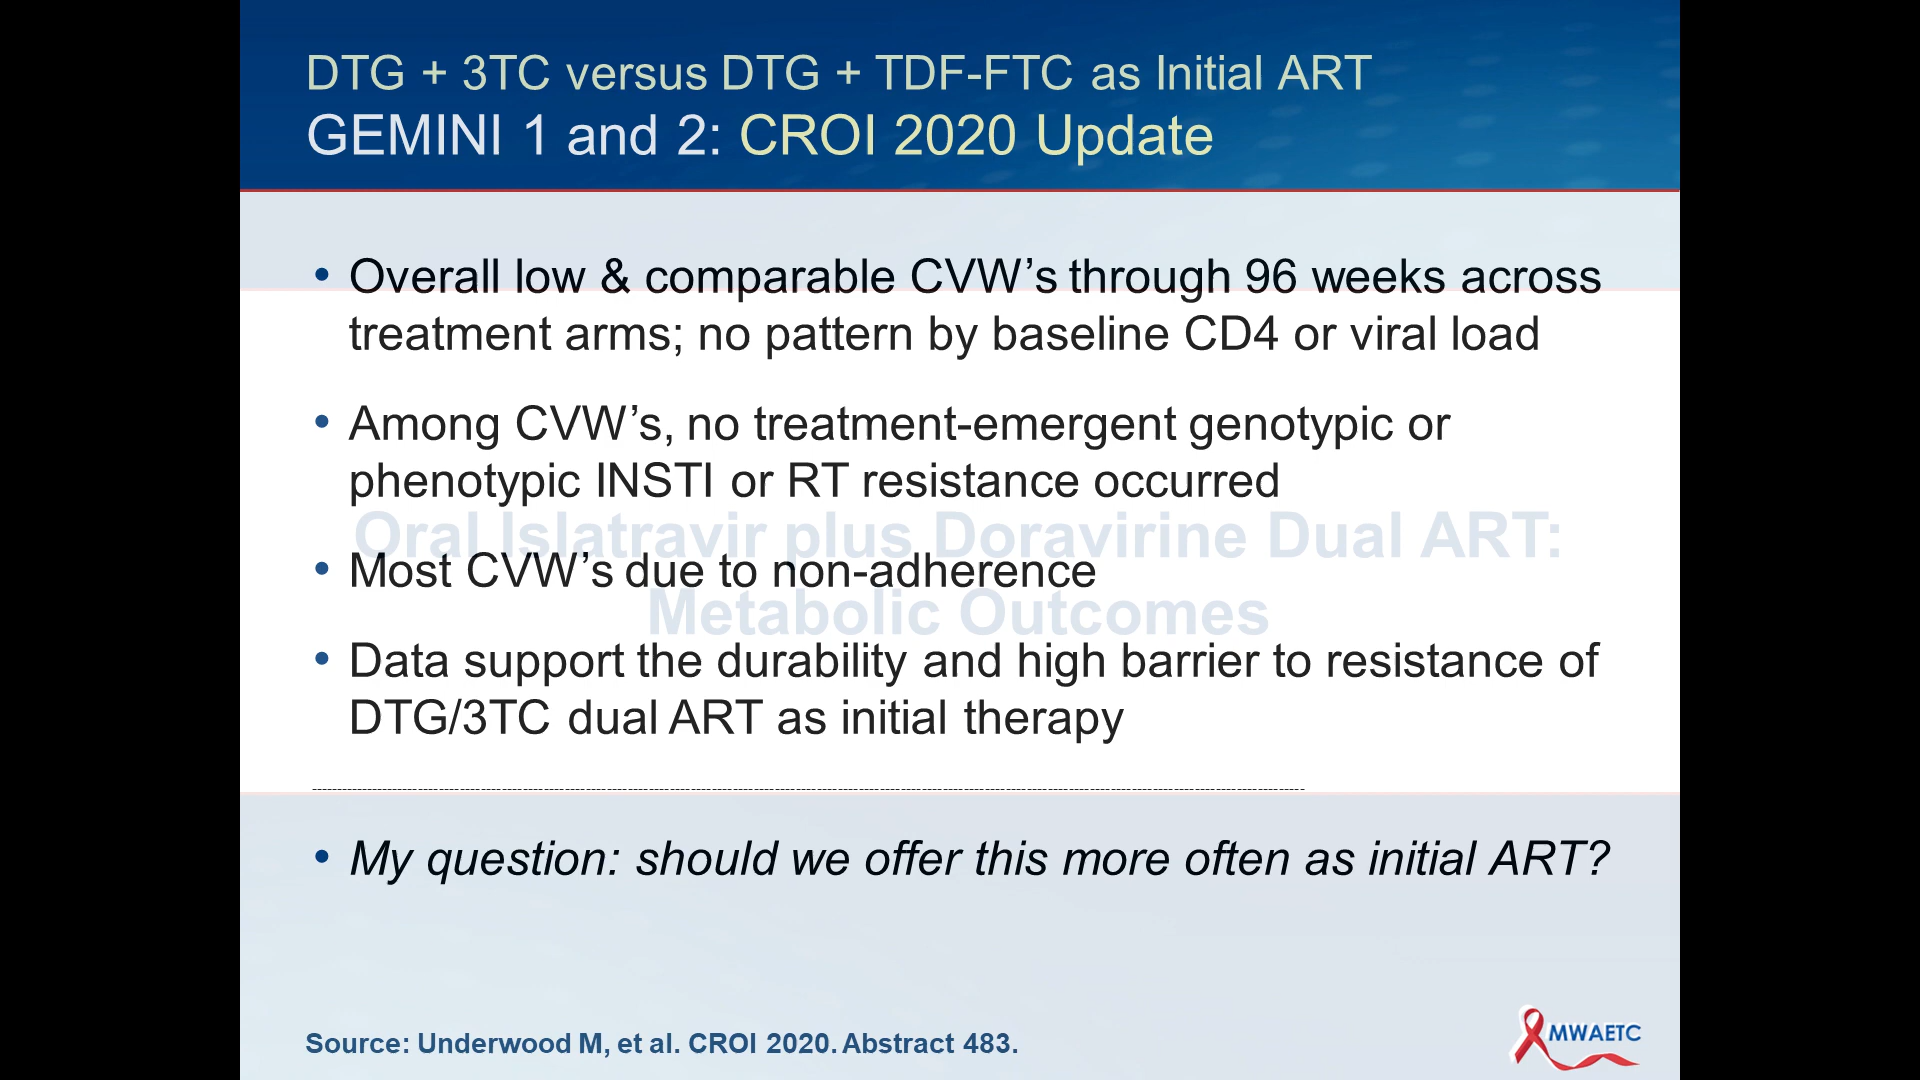 DTG + 3TC versus DTG + TDF-FTC as Initial ART
GEMINI 1 and 2: CROI 2020 Update
• Overall low & comparable CVW’s through 96 weeks across
treatment arms; no pattern by baseline CD4 or viral load
• Among CVW’s, no treatment-emergent genotypic or
phenotypic INSTI or RT resistance occurred
Oral Islatravir plus Doravirine Dual ART:
• Most CVW’s due to non-adherence
Metabolic Outcomes
• Data support the durability and high barrier to resistance of
DTG/3TC dual ART as initial therapy
• My question: should we offer this more often as initial ART?
Source: Underwood M, et al. CROI 2020. Abstract 483.
MWAETC